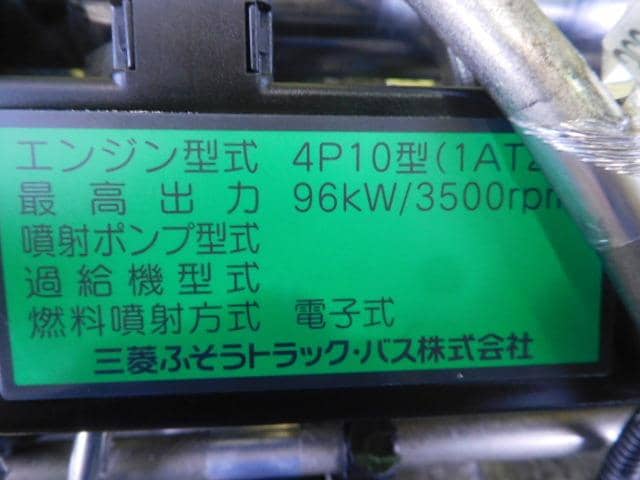 エンジン型式 4P10型(1AT2
最高出力 96kW/3500rpm
噴射ポンプ型式
過給機型式
燃料噴射方式 電子式
三菱ふそうトラック・バス株式会社